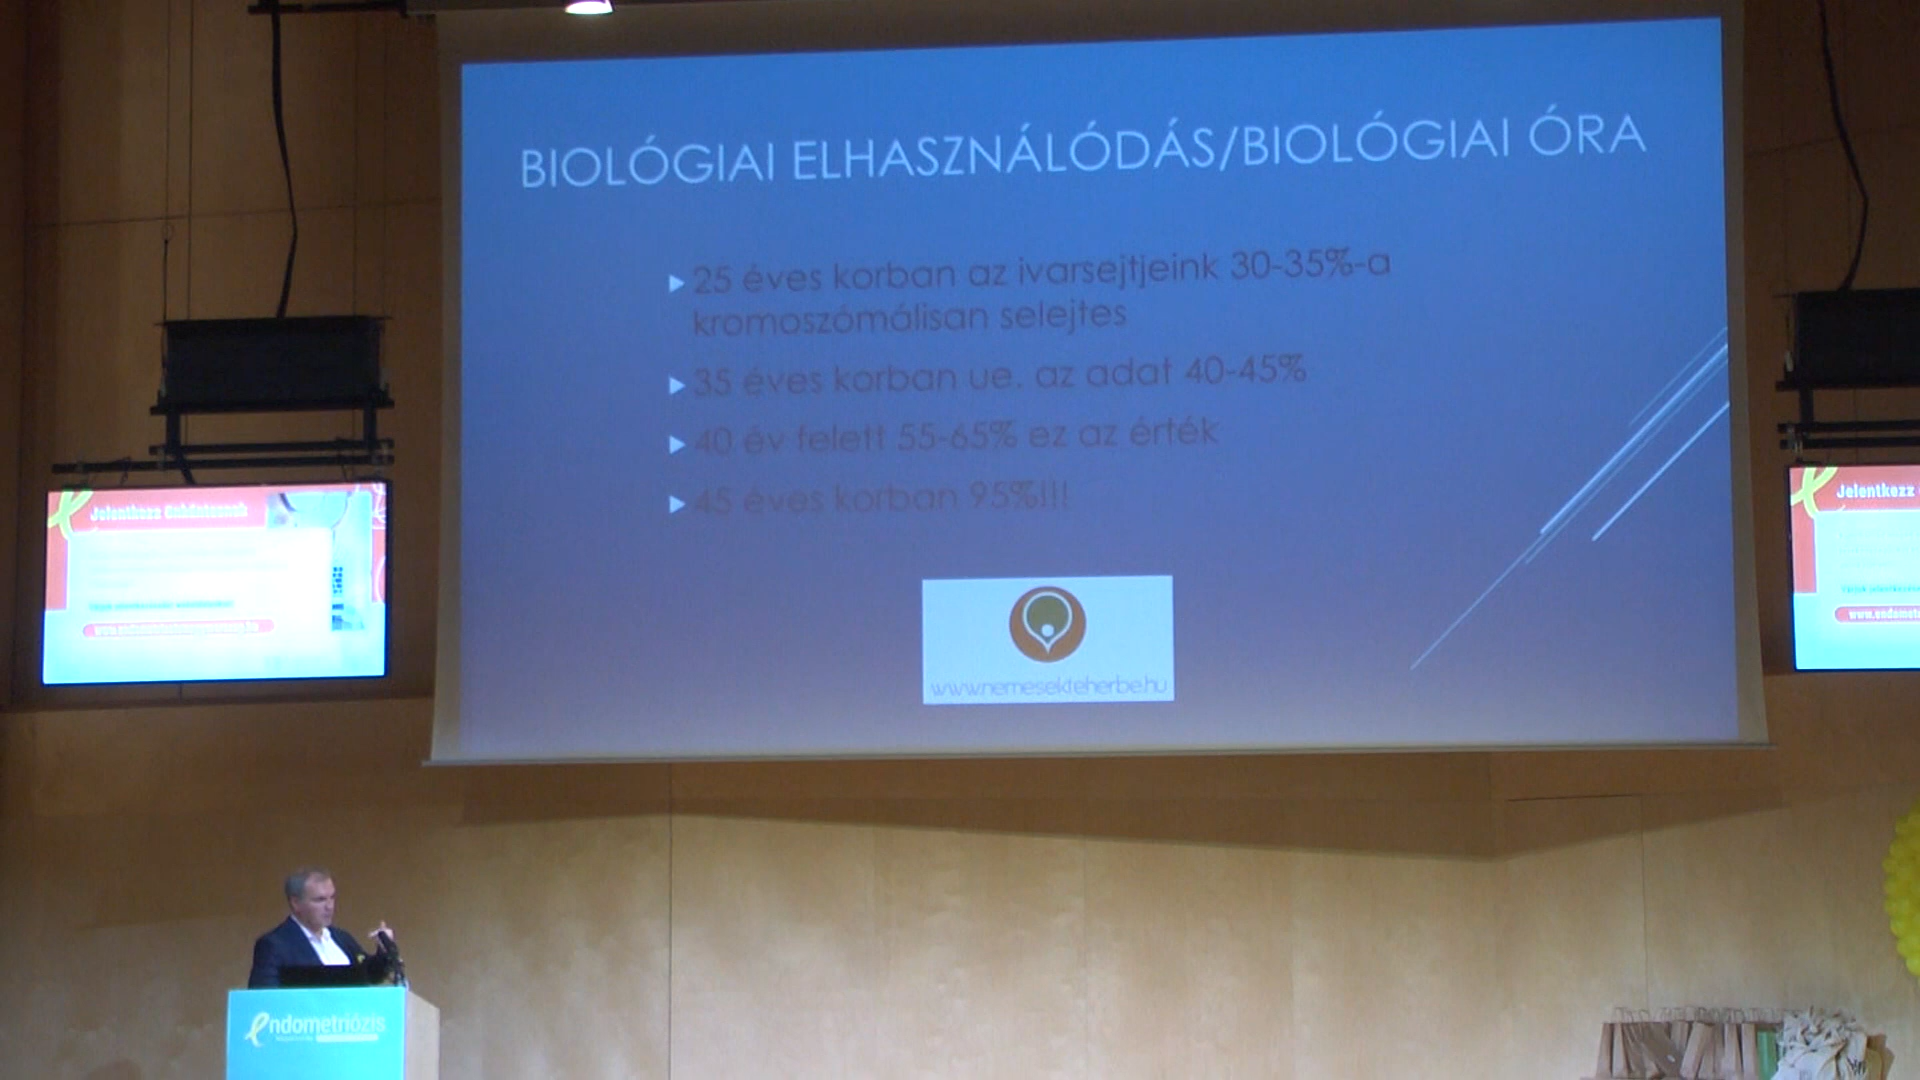 BIOLÓGIAI ELHASZNÁLÓDÁS/BIOLÓGIAI ÓRA
25 éves korban az ivarsejtjeink 30-35%-a
kromoszómálisan selejtes
35 éves korban ue. az adat 40-45%
40 év felett 55-65% ez az érték
45 éves korban 95%!!!
www.nemesekteherbe.hu
Jelentkezz Önkéntesnek
Jelentkezz
endometriózis